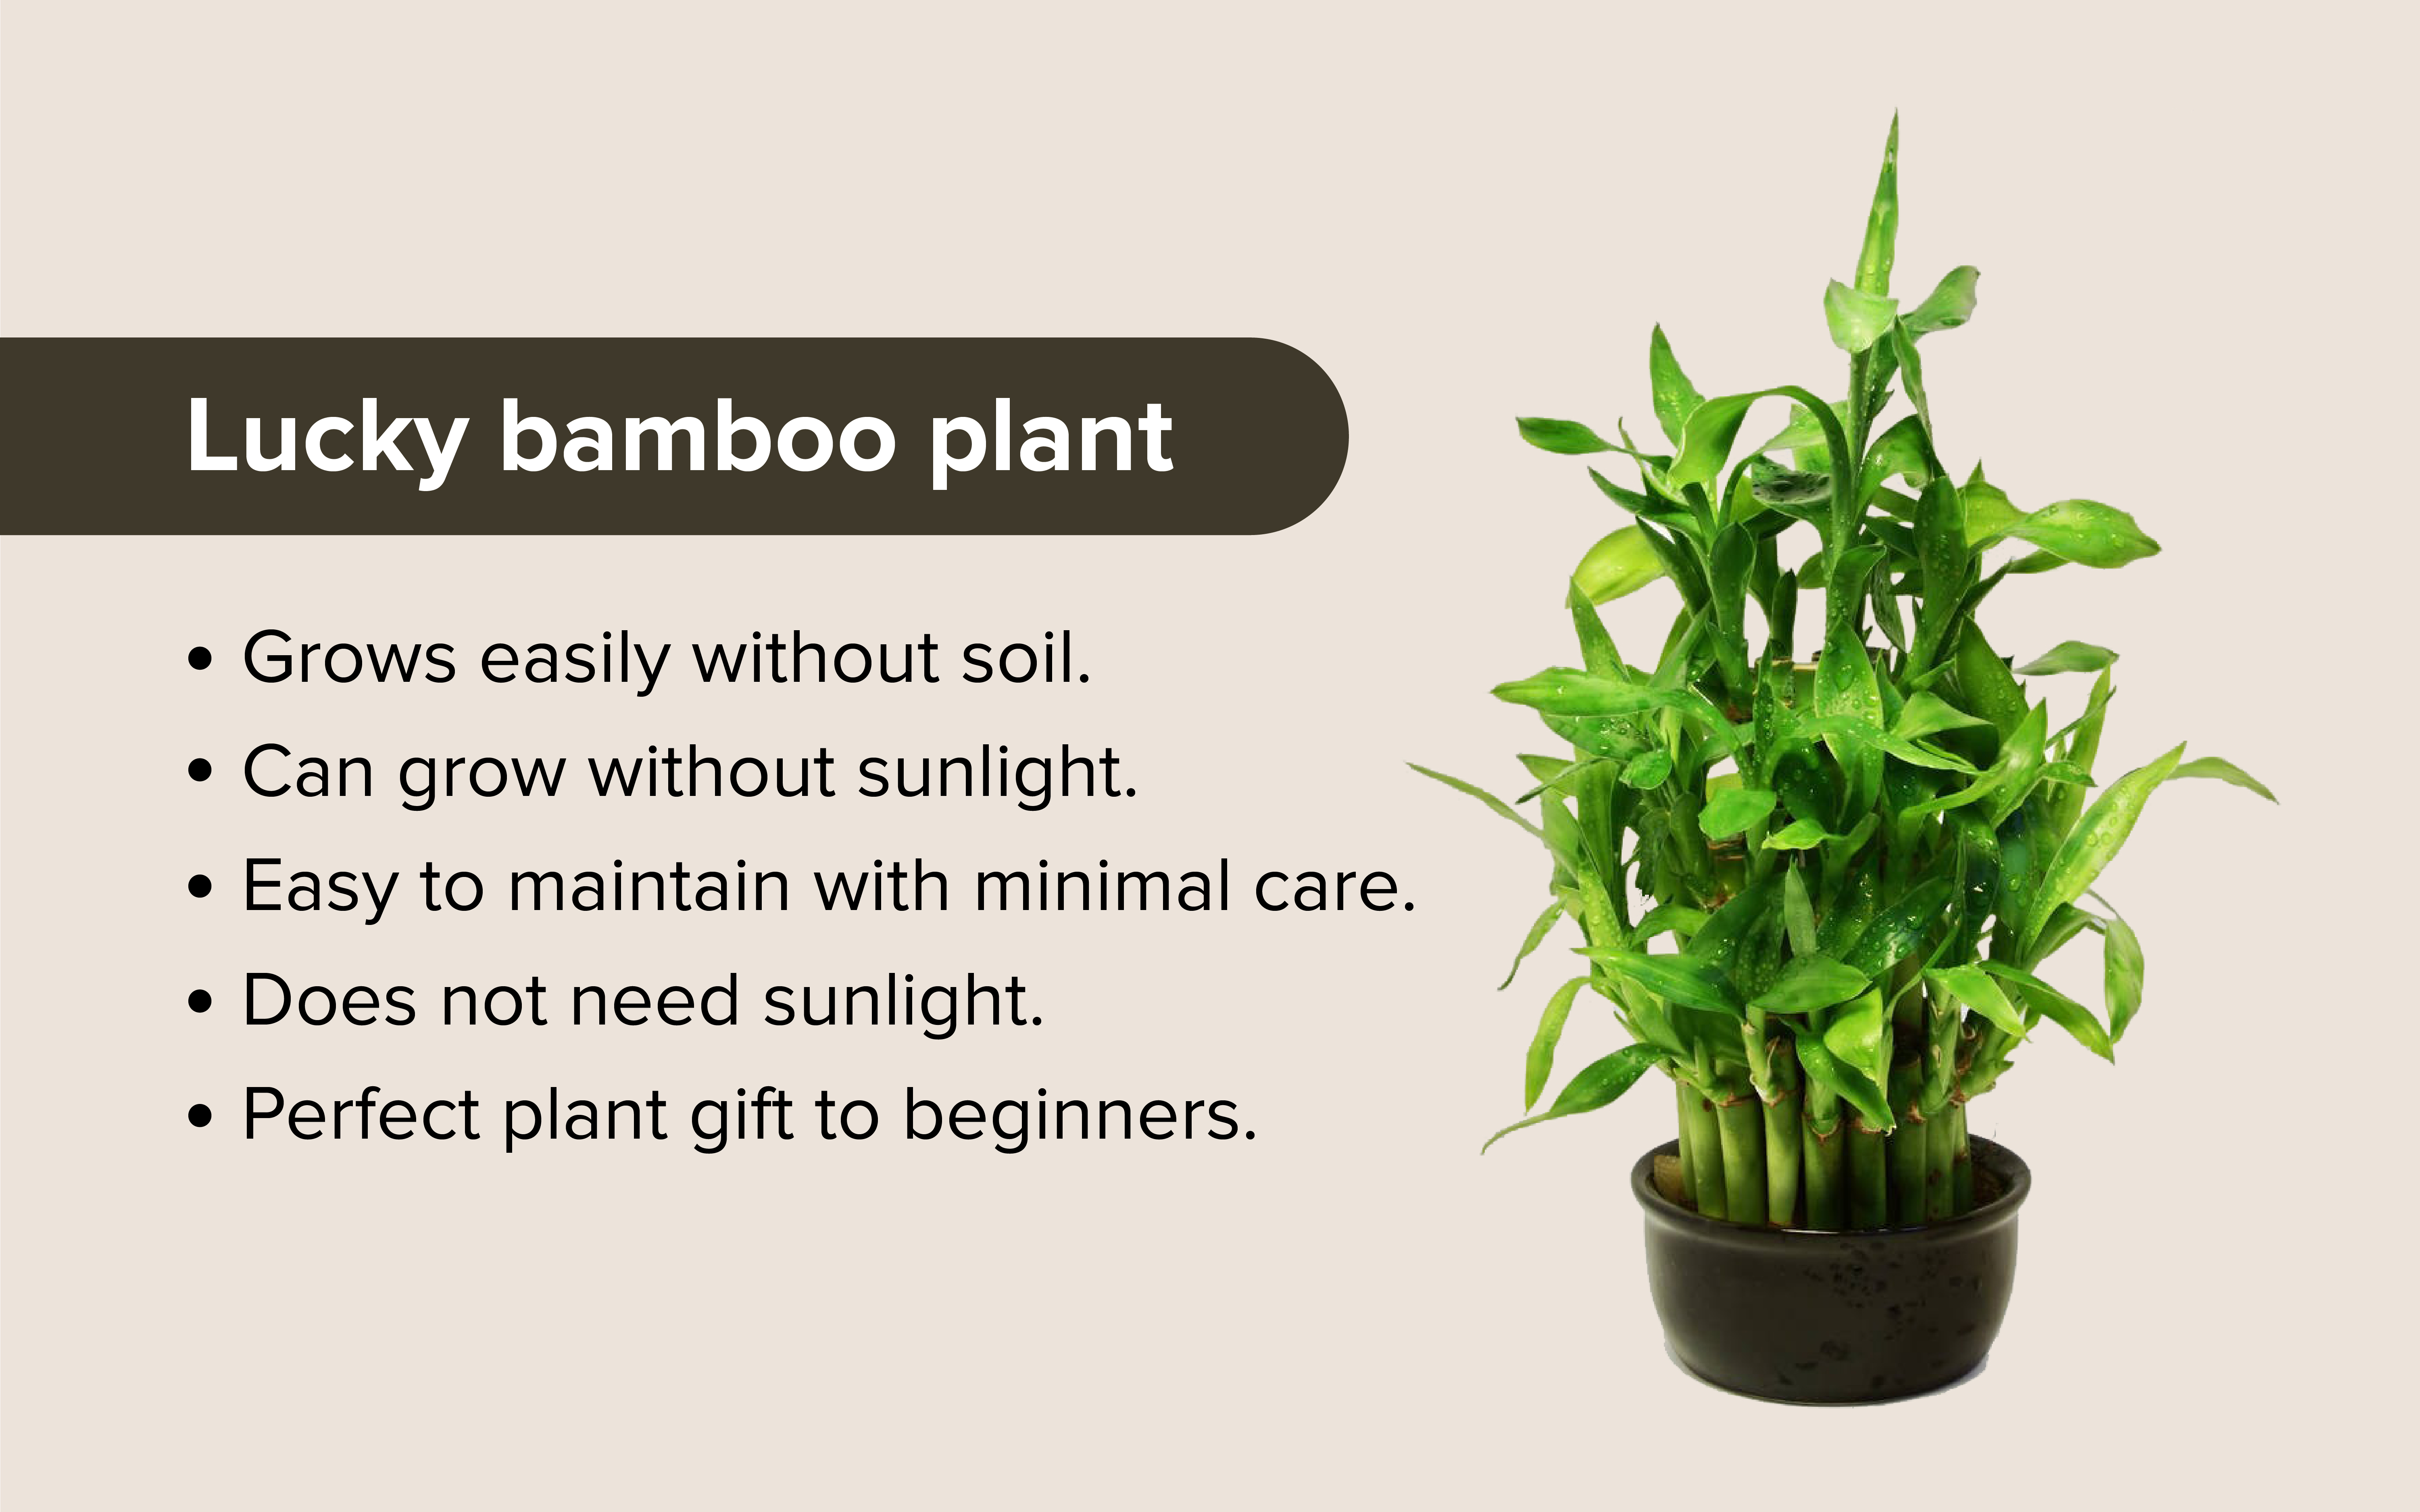 Lucky bamboo plant
• Grows easily without soil.
• Can grow without sunlight.
• Easy to maintain with minimal care.
• Does not need sunlight.
• Perfect plant gift to beginners.